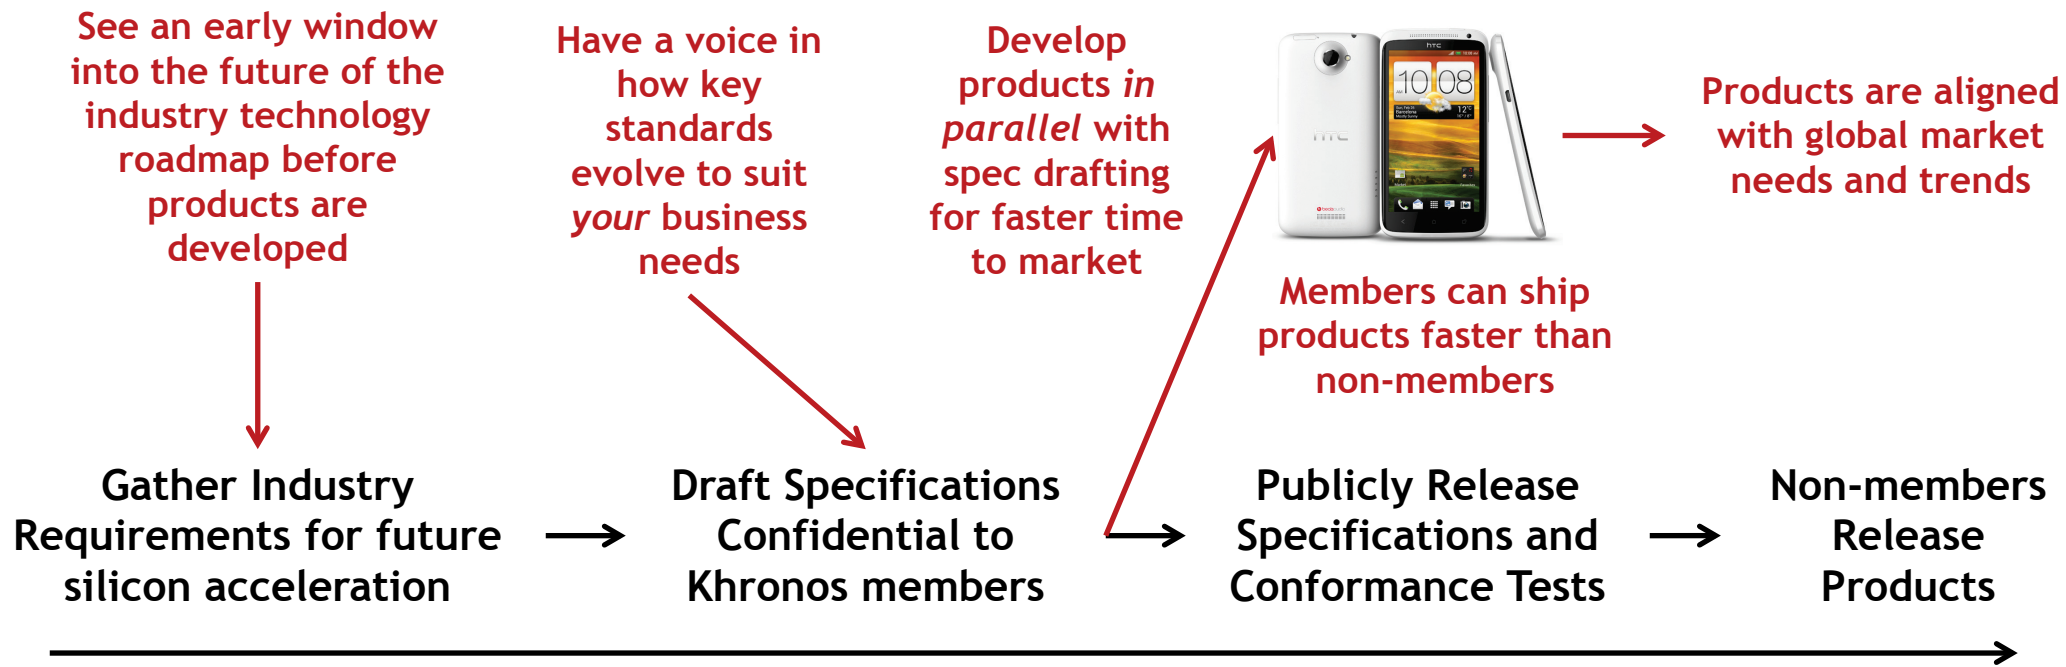 See an early window
into the future of the
industry technology
roadmap before
products are
developed
Have a voice in
how key
standards
evolve to suit
your business
needs
Develop
products in
parallel with
spec drafting
for faster time
to market
hTC
10 08
12°C
hTC
Members can ship
products faster than
non-members
Products are aligned
with global market
needs and trends
Gather Industry
Requirements for future
silicon acceleration
Draft Specifications
Confidential to
Khronos members
Publicly Release
Specifications and
Conformance Tests
Non-members
Release
Products